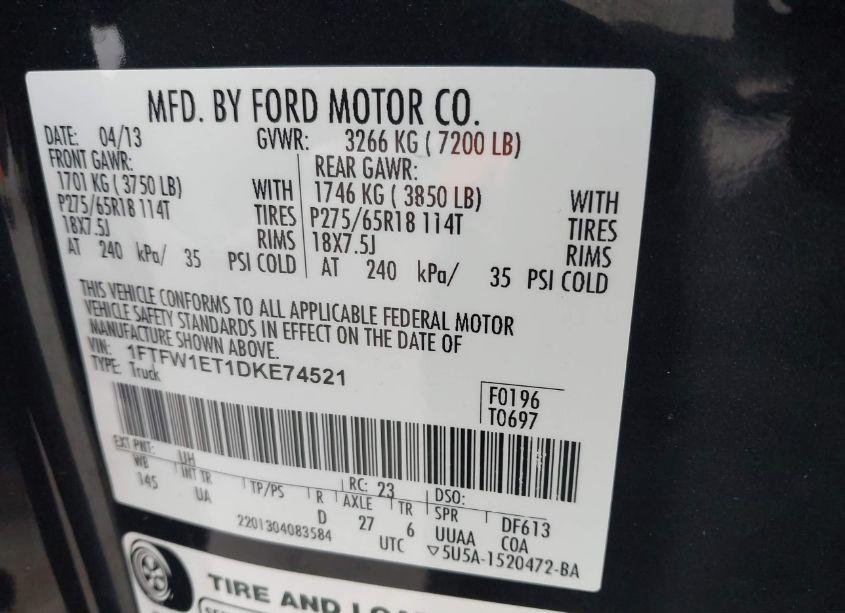 MFD. BY FORD MOTOR CO.
DATE: 04/13 GVWR: 3266 KG ( 7200 LB)
FRONT GAWR: REAR GAWR:
1701 KG ( 3750 LB) WITH 1746 KG ( 3850 LB) WITH
P275/65R18 114T TIRES P275/65R18 114T TIRES
18X7.5J RIMS 18X7.5J RIMS
AT 240 kPa/ 35 PSI COLD AT 240 kPa/ 35 PSI COLD
THIS VEHICLE CONFORMS TO ALL APPLICABLE FEDERAL MOTOR
VEHICLE SAFETY STANDARDS IN EFFECT ON THE DATE OF
MANUFACTURE SHOWN ABOVE.
VIN: 1FTFW1ET1DKE74521
TYPE: Truck
F0196
T0697
EXT PNT: UH RC: 23 DSO:
WB INT TR TP/PS R AXLE TR SPR DF613
145 UA D 27 6 UUAA COA
2201304083584 UTC ▽5U5A-1520472-BA
TIRE AND